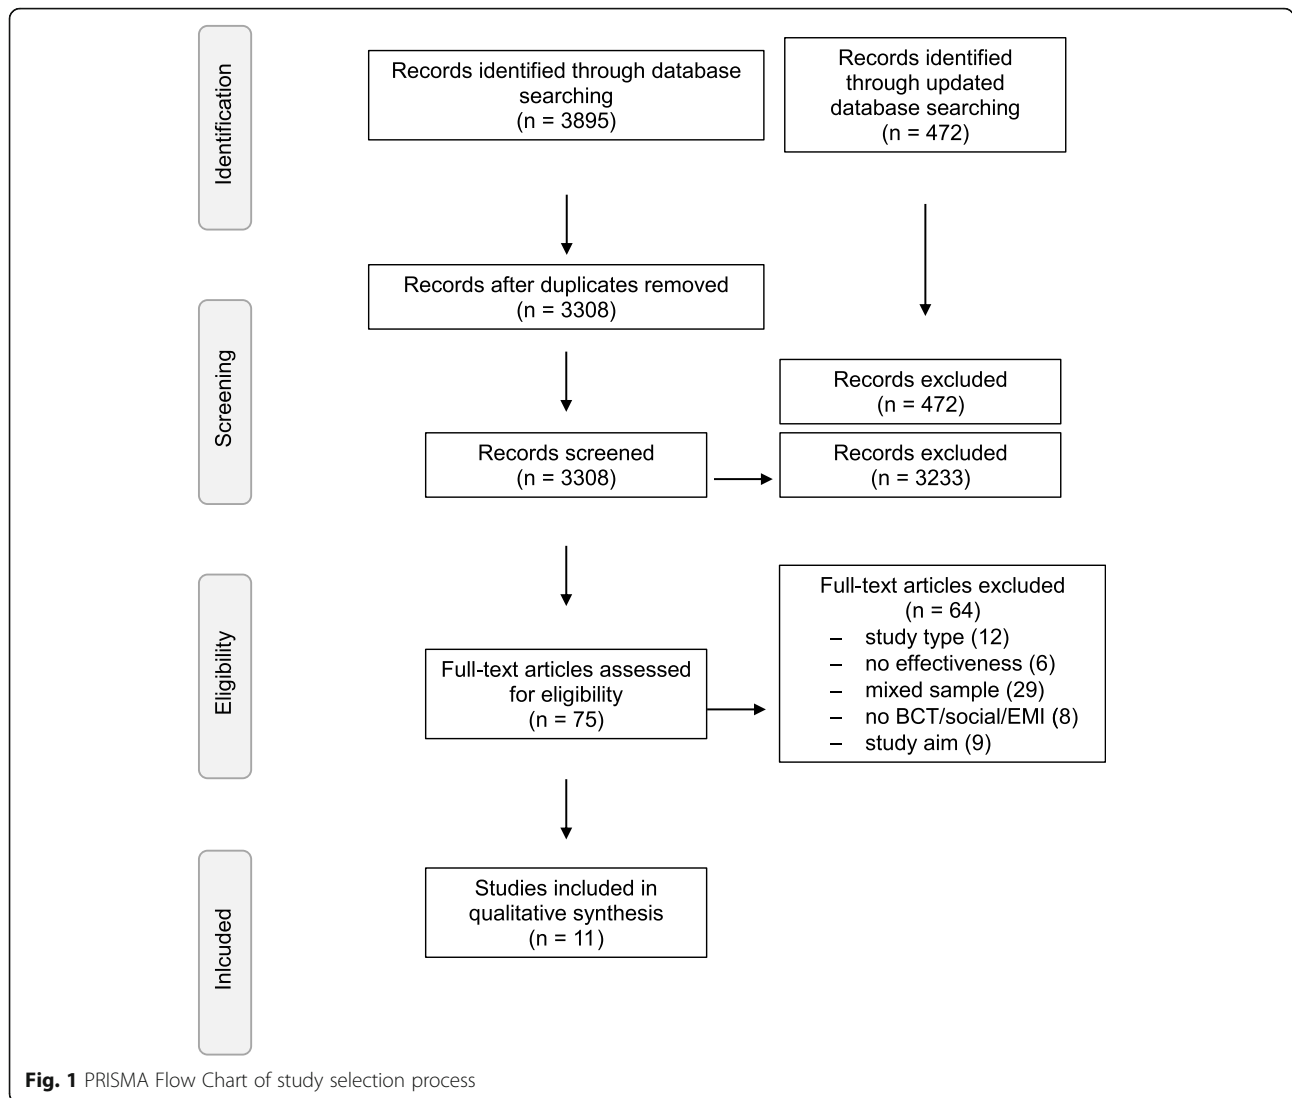 Identification
Records identified through database
searching
(n = 3895)
Records identified
through updated
database searching
(n = 472)
Screening
Records after duplicates removed
(n = 3308)
Records excluded
(n = 472)
Records screened
(n = 3308)
Records excluded
(n = 3233)
Eligibility
Full-text articles assessed
for eligibility
(n = 75)
Full-text articles excluded
(n = 64)
– study type (12)
– no effectiveness (6)
– mixed sample (29)
– no BCT/social/EMI (8)
– study aim (9)
Inlcuded
Studies included in
qualitative synthesis
(n = 11)
Fig. 1 PRISMA Flow Chart of study selection process